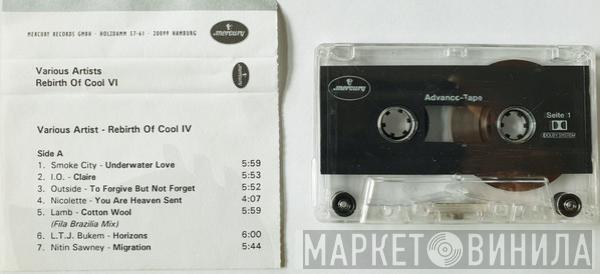 MERCURY RECORDS GMBH · HOLZDAMM 57-61 · 20099 HAMBURG
mercury
Various Artists
Rebirth Of Cool VI
Various Artist - Rebirth Of Cool IV
Side A
1. Smoke City - Underwater Love 5:59
2. I.O. - Claire 5:53
3. Outside - To Forgive But Not Forget 5:52
4. Nicolette - You Are Heaven Sent 4:07
5. Lamb - Cotton Wool 5:59
(Fila Brazilia Mix)
6. L.T.J. Bukem - Horizons 6:00
7. Nitin Sawney - Migration 5:44
mercury
Advance-Tape
Seite 1
DOLBY SYSTEM
МАРКЕТ ВИНИЛА